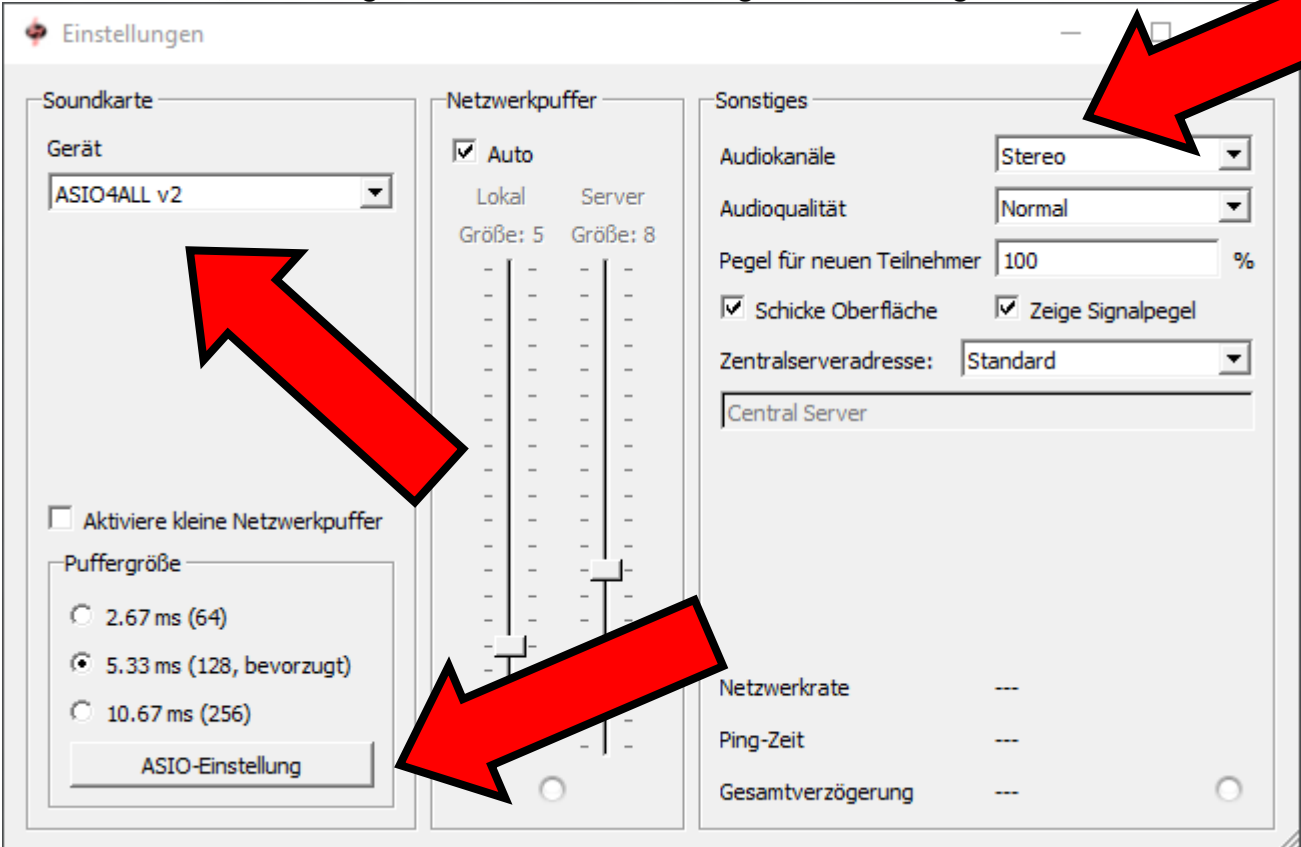 Einstellungen
Soundkarte
Gerät
ASIO4ALL v2
Aktiviere kleine Netzwerkpuffer
Puffergröße
2.67 ms (64)
5.33 ms (128, bevorzugt)
10.67 ms (256)
ASIO-Einstellung
Netzwerkpuffer
Auto
Lokal Server
Größe: 5 Größe: 8
Sonstiges
Audiokanäle Stereo
Audioqualität Normal
Pegel für neuen Teilnehmer 100 %
Schicke Oberfläche Zeige Signalpegel
Zentralserveradresse: Standard
Central Server
Netzwerkrate ---
Ping-Zeit ---
Gesamtverzögerung ---